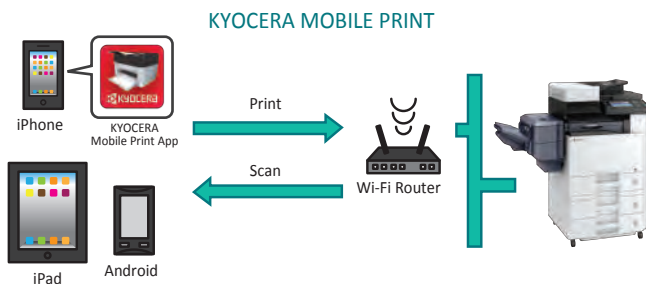 KYOCERA MOBILE PRINT
KYOCERA
iPhone
KYOCERA
Mobile Print App
Print
Scan
Wi-Fi Router
iPad
Android